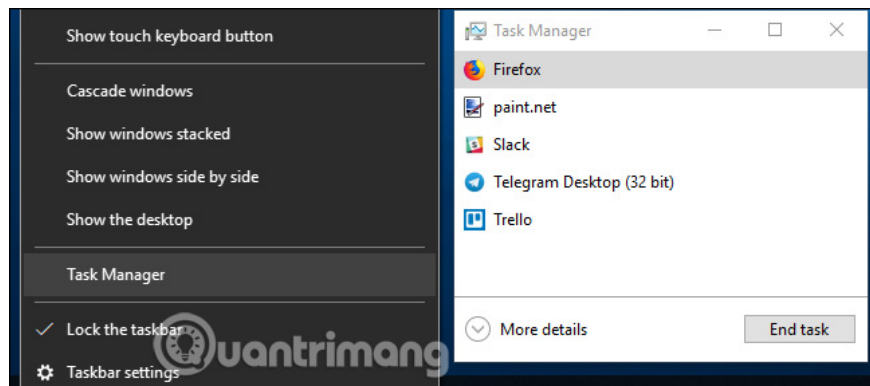 Show touch keyboard button
Cascade windows
Show windows stacked
Show windows side by side
Show the desktop
Task Manager
Lock the taskbar
Taskbar settings
Quantrimang
Task Manager
Firefox
paint.net
Slack
Telegram Desktop (32 bit)
Trello
More details
End task